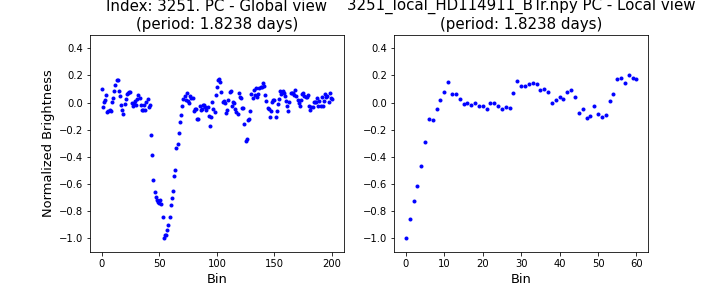 Index: 3251. PC - Global view
(period: 1.8238 days)
3251_local_HD114911_BTr.npy PC - Local view
(period: 1.8238 days)
Normalized Brightness
0.4
0.2
0.0
−0.2
−0.4
−0.6
−0.8
−1.0
0 50 100 150 200
Bin
0.4
0.2
0.0
−0.2
−0.4
−0.6
−0.8
−1.0
0 10 20 30 40 50 60
Bin